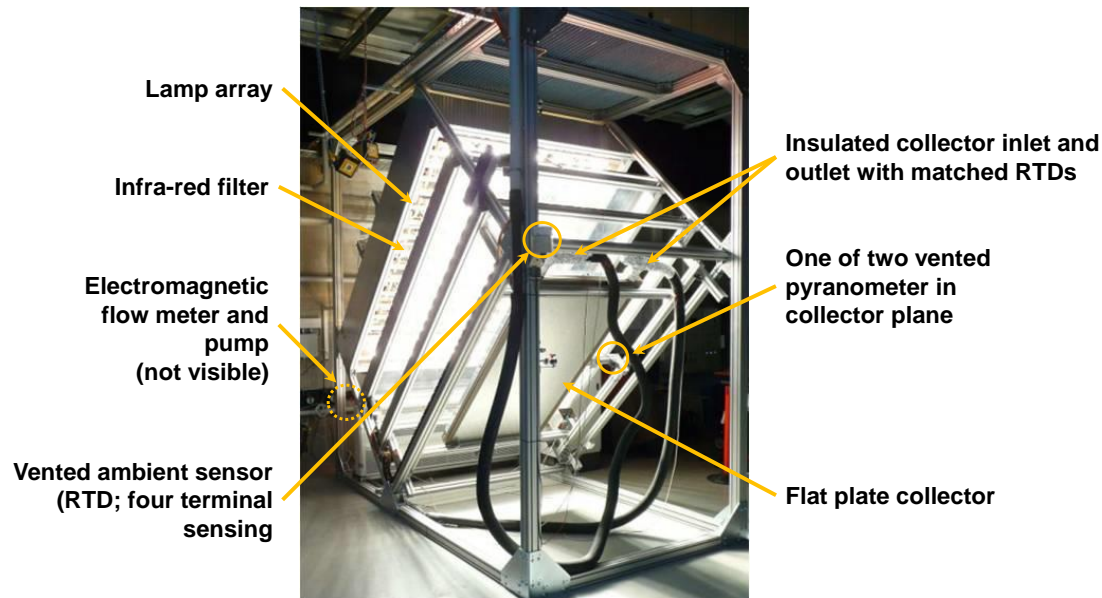 Lamp array
Infra-red filter
Electromagnetic
flow meter and
pump
(not visible)
Vented ambient sensor
(RTD; four terminal
sensing
Insulated collector inlet and
outlet with matched RTDs
One of two vented
pyranometer in
collector plane
Flat plate collector